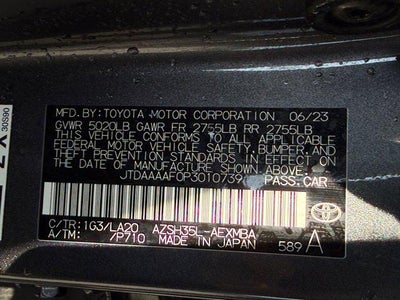 MFD.BY:TOYOTA MOTOR CORPORATION 06/23
GVWR 5020LB GAWR FR 2755LB RR 2755LB
THIS VEHICLE CONFORMS TO ALL APPLICABLE
FEDERAL MOTOR VEHICLE SAFETY, BUMPER, AND
THEFT PREVENTION STANDARDS IN EFFECT ON
THE DATE OF MANUFACTURE SHOWN ABOVE.
JTDAAAAF0P3010739 PASS.CAR
C/TR: 1G3/LA20 AZSH35L-AEXMBA
A/TM: /P710 MADE IN JAPAN 589 A
TOYOTA
30S90